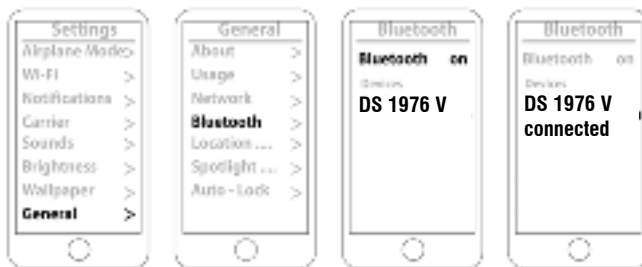 Settings
Airplane Mode>
Wi-Fi
Notifications >
Carrier >
Sounds >
Brightness >
Wallpaper >
General >
General
About >
Usage >
Network >
Bluetooth >
Location .... >
Spotlight .... >
Auto - Lock >
Bluetooth
Bluetooth on
Devices
DS 1976 V
Bluetooth
Bluetooth on
Devices
DS 1976 V
connected